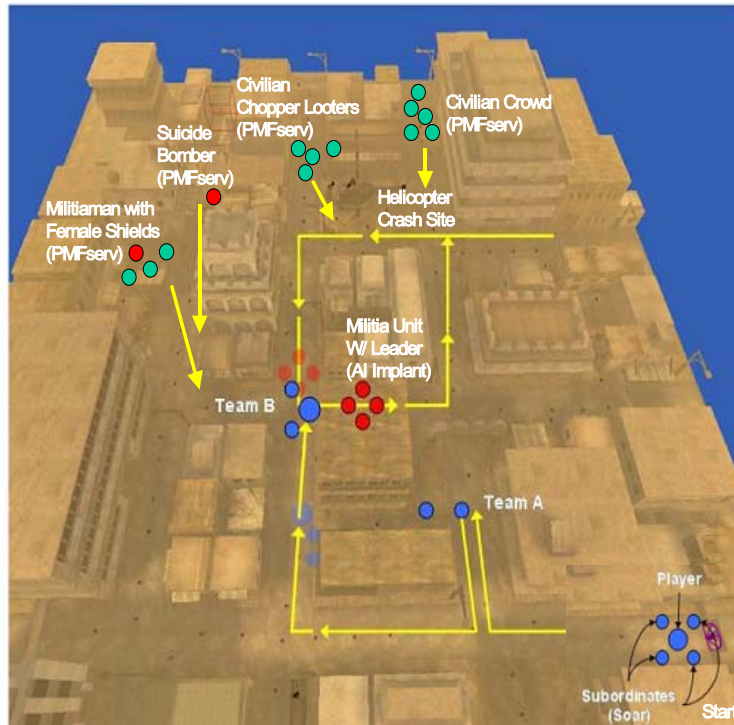 Civilian
Chopper Looters
(PMFserv)
Civilian Crowd
(PMFserv)
Suicide
Bomber
(PMFserv)
Helicopter
Crash Site
Militiaman with
Female Shields
(PMFserv)
Militia Unit
W/ Leader
(AI Implant)
Team B
Team A
Player
Subordinates
(Soar)
Start